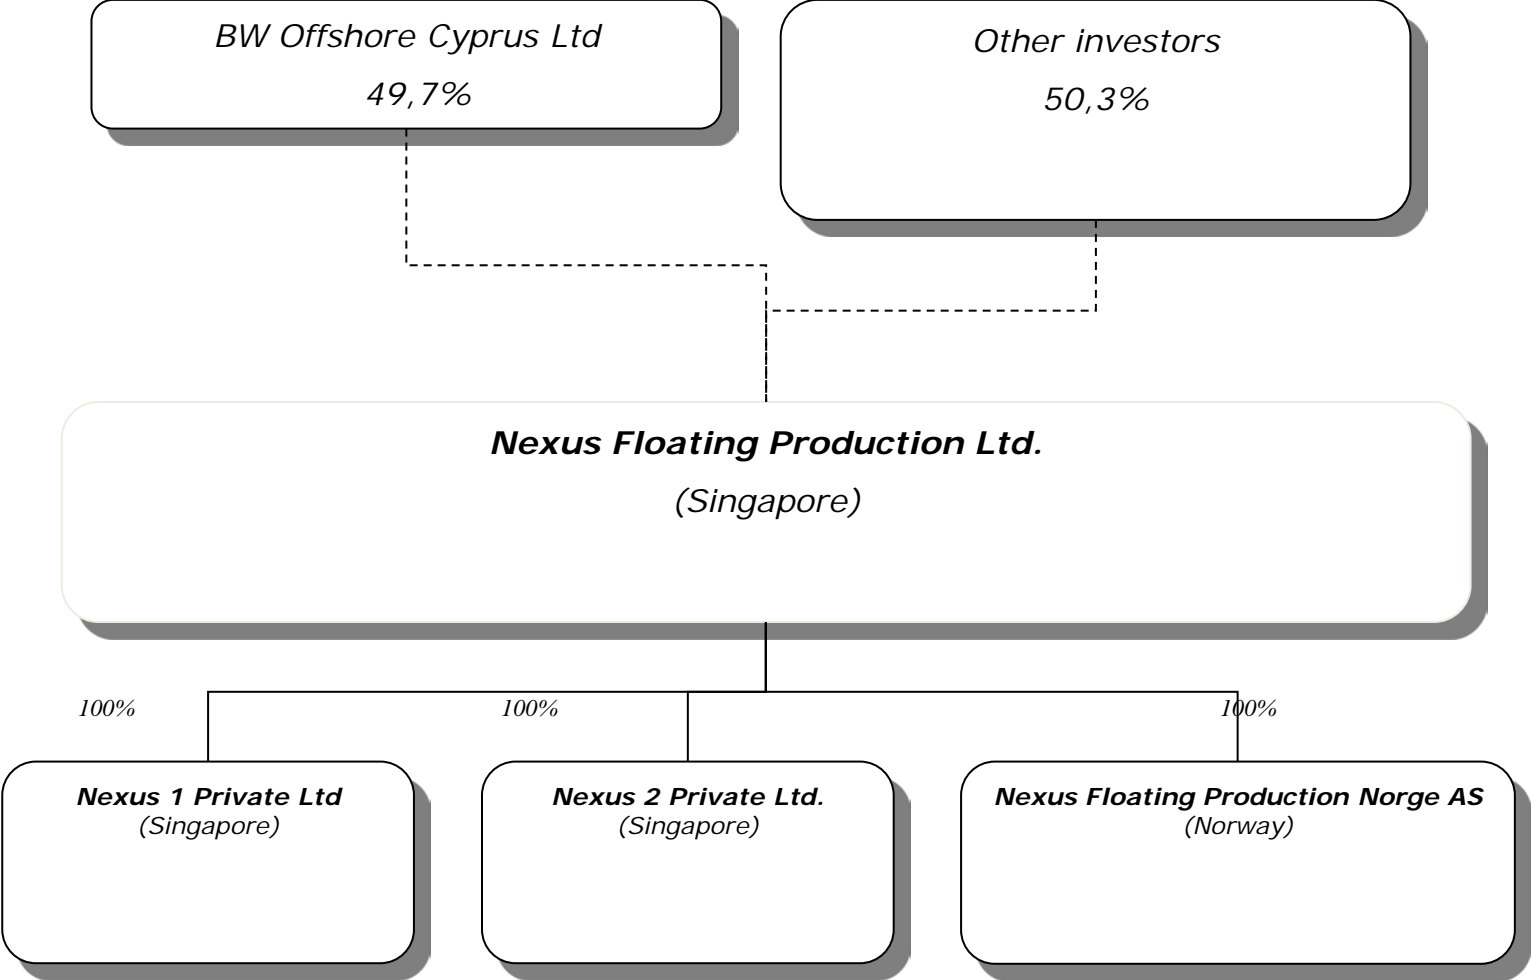 BW Offshore Cyprus Ltd
49,7%
Other investors
50,3%
Nexus Floating Production Ltd.
(Singapore)
100%
100%
100%
Nexus 1 Private Ltd
(Singapore)
Nexus 2 Private Ltd.
(Singapore)
Nexus Floating Production Norge AS
(Norway)